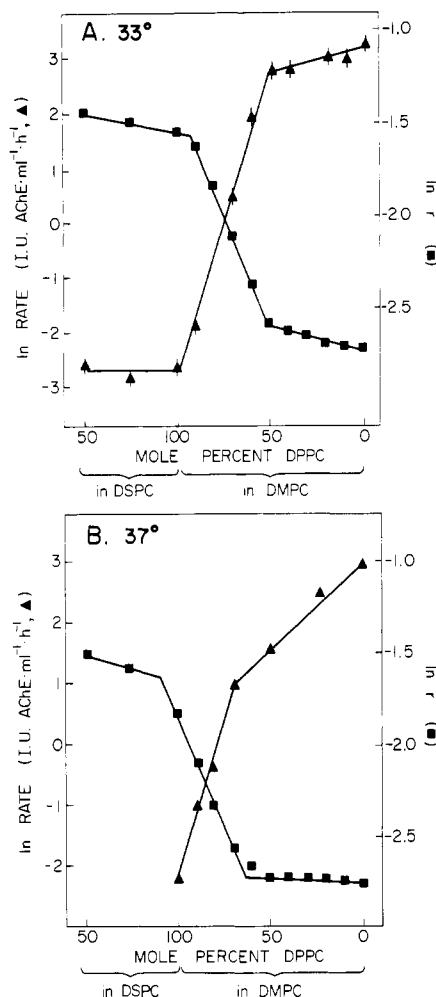 A. 33°
3
2
1
0
-1
-2
-3
ln RATE (I.U. AChE·ml⁻¹·h⁻¹, ▲)
-1.0
-1.5
-2.0
-2.5
ln r (■)
50 100 50 0
MOLE PERCENT DPPC
in DSPC in DMPC
B. 37°
3
2
1
0
-1
-2
ln RATE (I.U. AChE·ml⁻¹·h⁻¹, ▲)
-1.0
-1.5
-2.0
-2.5
ln r (■)
50 100 50 0
MOLE PERCENT DPPC
in DSPC in DMPC